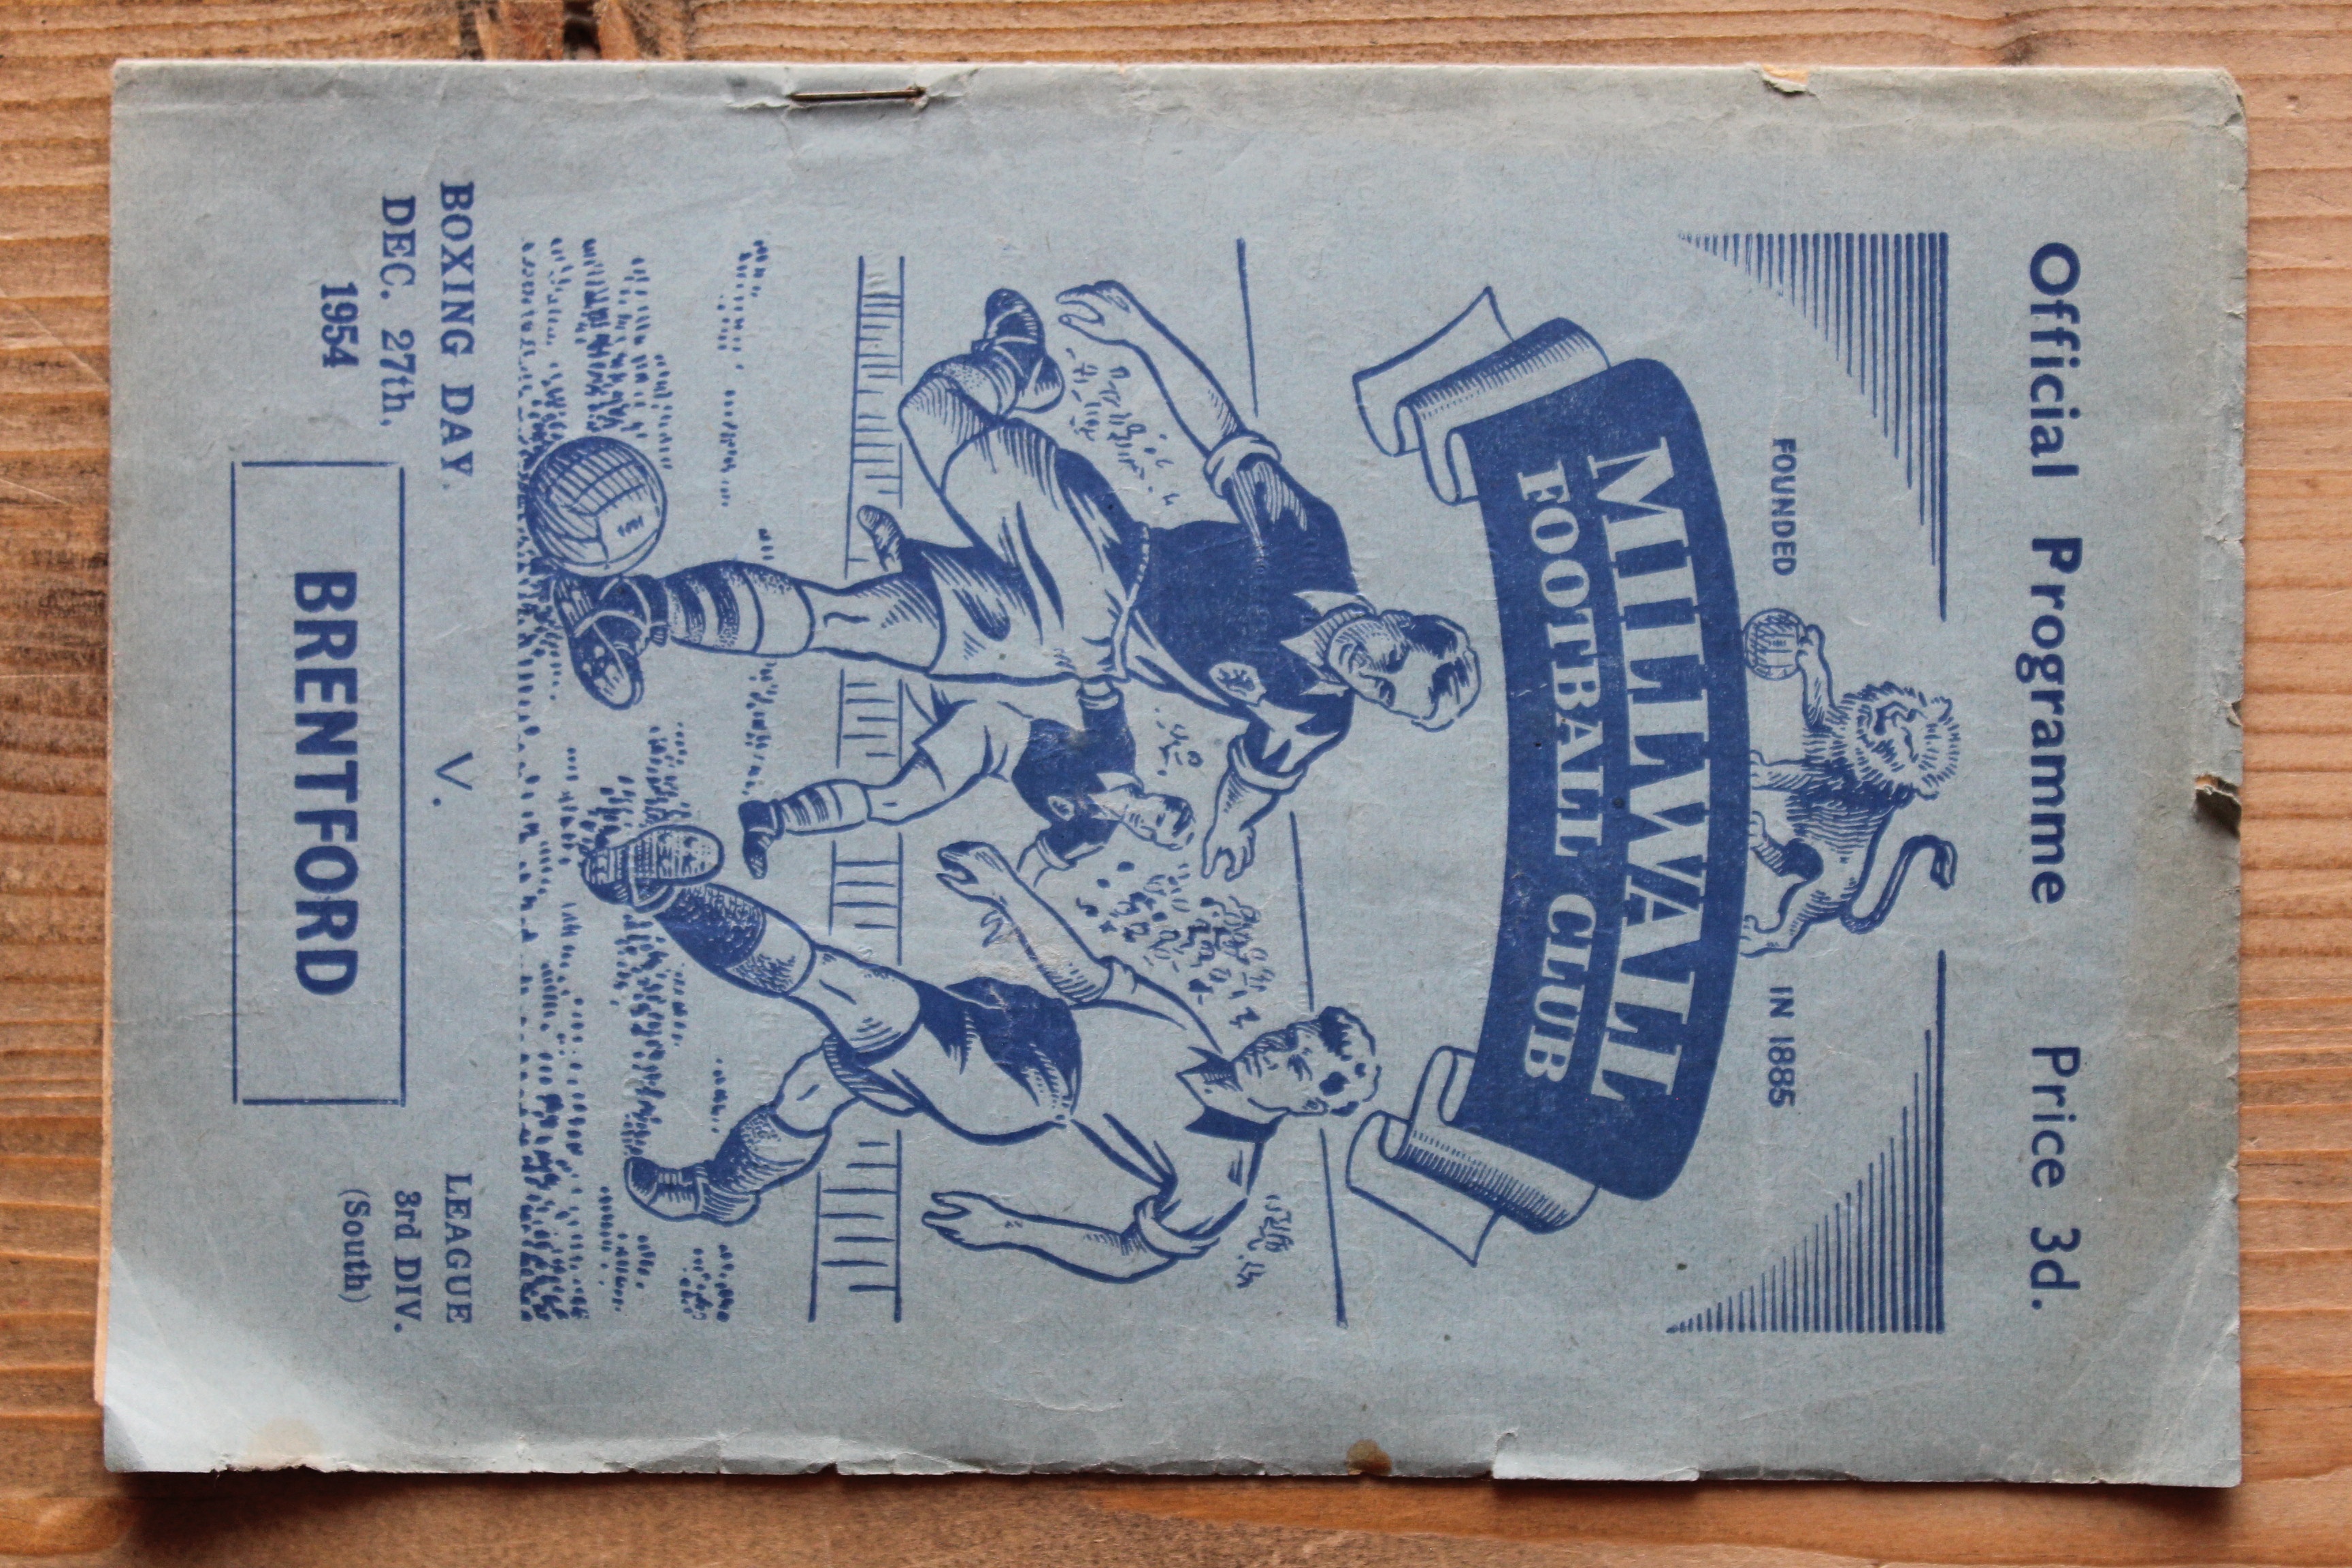 Official Programme Price 3d.
FOUNDED IN 1885
MILLWALL
FOOTBALL CLUB
BOXING DAY.
DEC. 27th,
1954
V.
BRENTFORD
LEAGUE
3rd DIV.
(South)